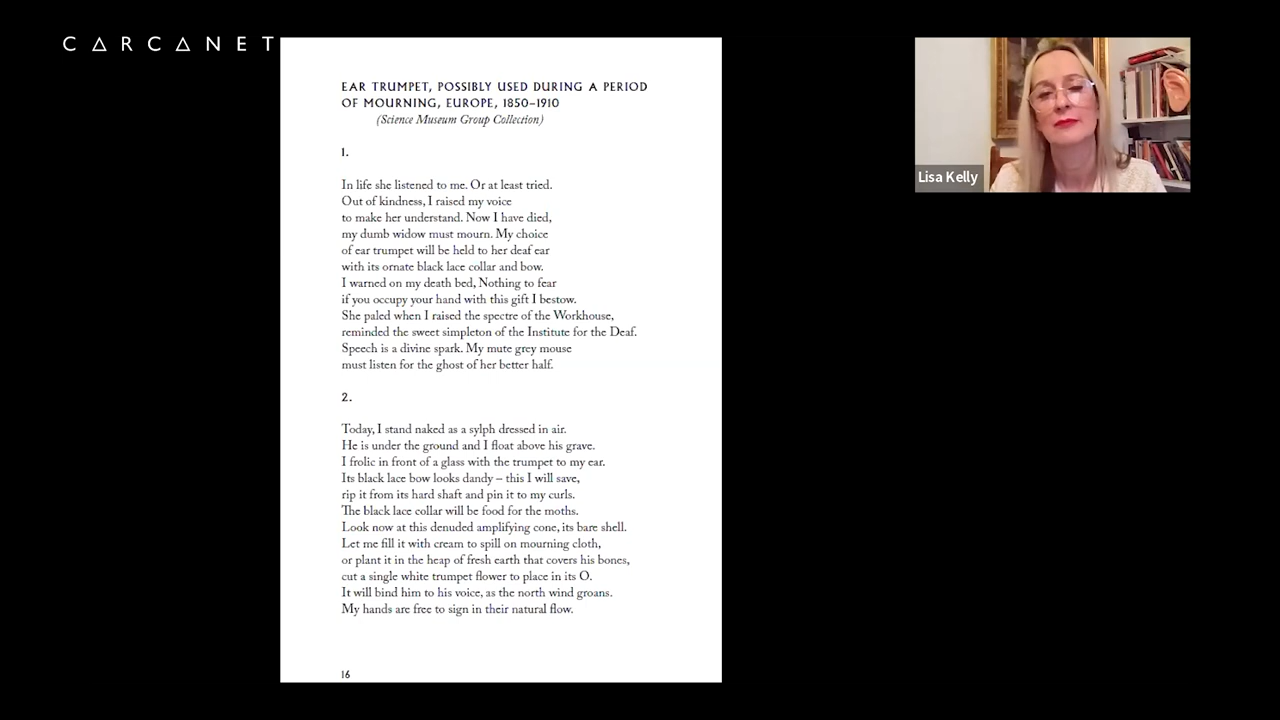 CARCANET
EAR TRUMPET, POSSIBLY USED DURING A PERIOD
OF MOURNING, EUROPE, 1850–1910
(Science Museum Group Collection)
1.
In life she listened to me. Or at least tried.
Out of kindness, I raised my voice
to make her understand. Now I have died,
my dumb widow must mourn. My choice
of ear trumpet will be held to her deaf ear
with its ornate black lace collar and bow.
I warned on my death bed, Nothing to fear
if you occupy your hand with this gift I bestow.
She paled when I raised the spectre of the Workhouse,
reminded the sweet simpleton of the Institute for the Deaf.
Speech is a divine spark. My mute grey mouse
must listen for the ghost of her better half.
2.
Today, I stand naked as a sylph dressed in air.
He is under the ground and I float above his grave.
I frolic in front of a glass with the trumpet to my ear.
Its black lace bow looks dandy – this I will save,
rip it from its hard shaft and pin it to my curls.
The black lace collar will be food for the moths.
Look now at this denuded amplifying cone, its bare shell.
Let me fill it with cream to spill on mourning cloth,
or plant it in the heap of fresh earth that covers his bones,
cut a single white trumpet flower to place in its O.
It will bind him to his voice, as the north wind groans.
My hands are free to sign in their natural flow.
16
Lisa Kelly